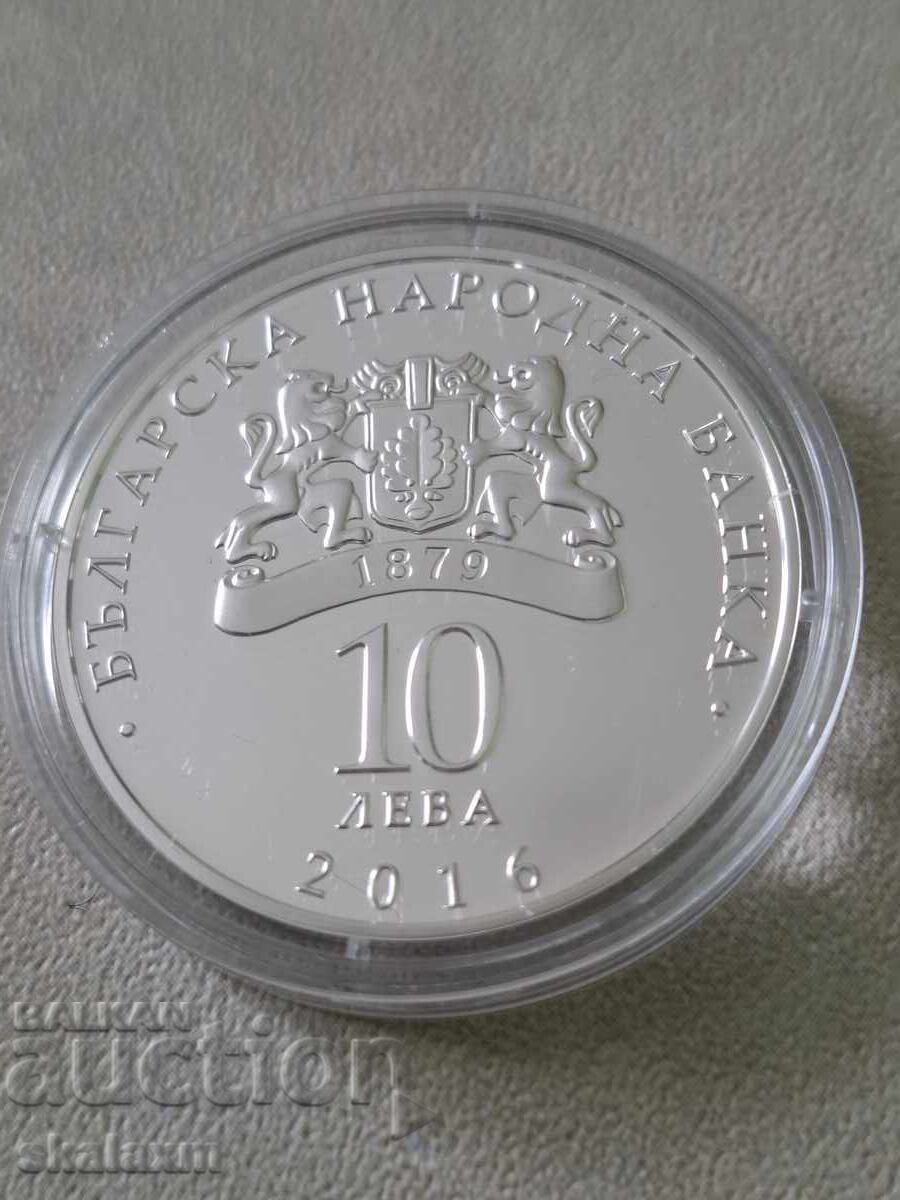 · БЪЛГАРСКА НАРОДНА БАНКА ·
1879
10
ЛЕВА
2016
BALKAN
auction
skalaxm